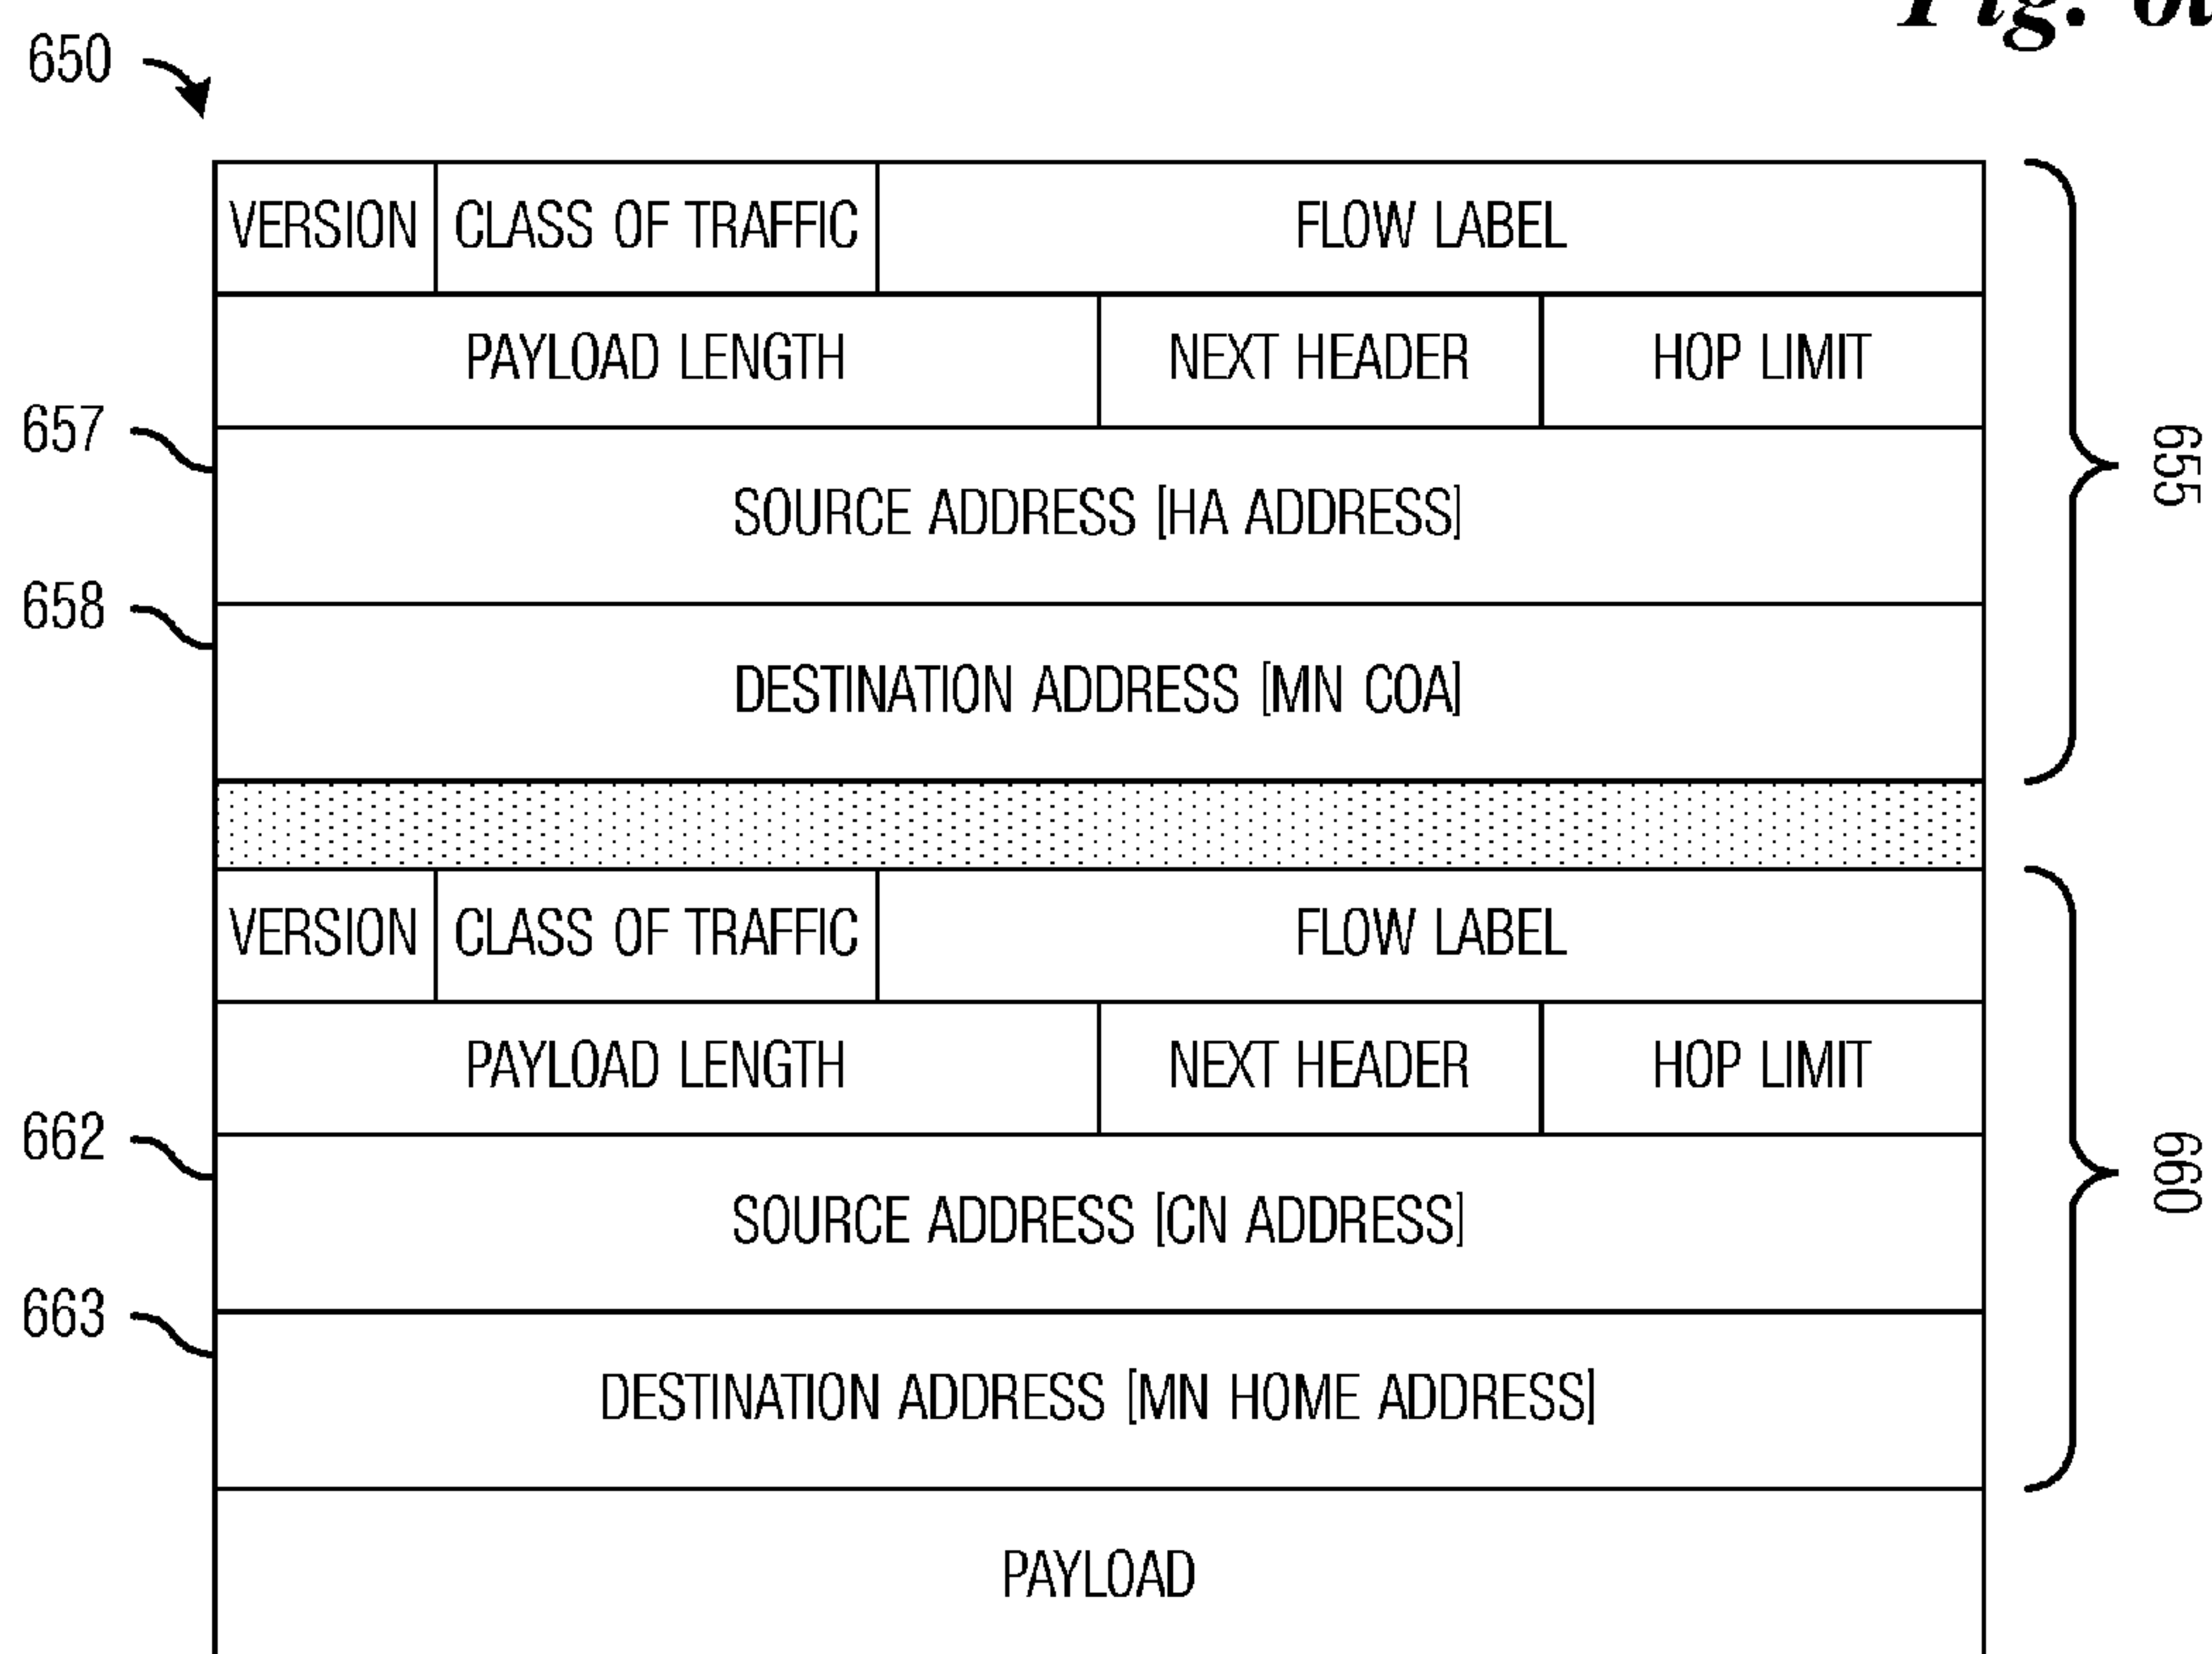 Fig.
650
VERSION CLASS OF TRAFFIC FLOW LABEL
PAYLOAD LENGTH NEXT HEADER HOP LIMIT
657
SOURCE ADDRESS [HA ADDRESS]
655
658
DESTINATION ADDRESS [MN COA]
VERSION CLASS OF TRAFFIC FLOW LABEL
PAYLOAD LENGTH NEXT HEADER HOP LIMIT
662
SOURCE ADDRESS [CN ADDRESS]
660
663
DESTINATION ADDRESS [MN HOME ADDRESS]
PAYLOAD